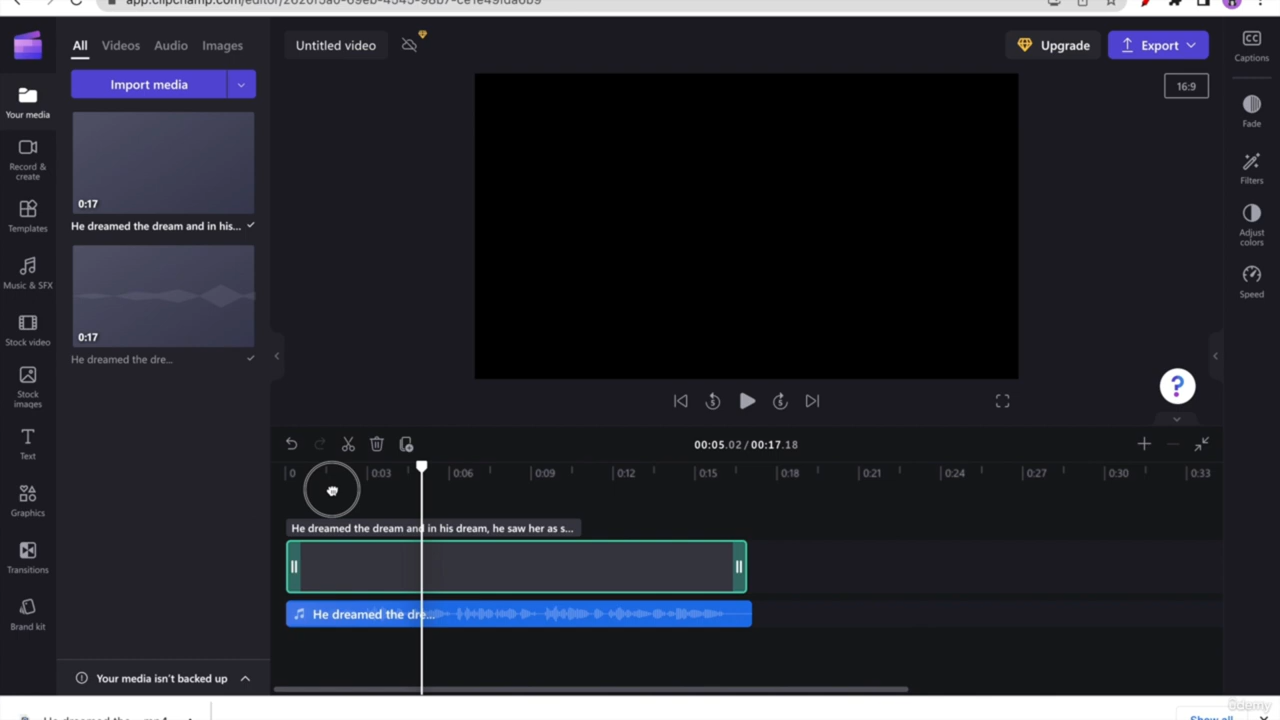 All
Videos
Audio
Images
Import media
Untitled video
Upgrade
Export
16:9
Captions
Your media
Record &
create
Templates
Music & SFX
Stock video
Stock
images
Text
Graphics
Transitions
Brand kit
0:17
He dreamed the dream and in his...
0:17
He dreamed the dre...
Fade
Filters
Adjust
colors
Speed
5
5
?
00:05.02 / 00:17.18
0
0:03
0:06
0:09
0:12
0:15
0:18
0:21
0:24
0:27
0:30
0:33
He dreamed the dream and in his dream, he saw her as s...
He dreamed the dre...
Your media isn't backed up
Show all
ûdemy